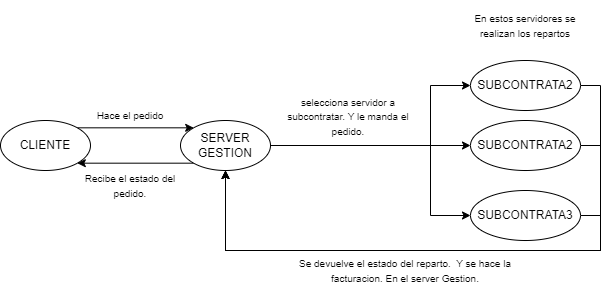 En estos servidores se
realizan los repartos
SUBCONTRATA2
selecciona servidor a
subcontratar. Y le manda el
pedido.
Hace el pedido
CLIENTE
SERVER
GESTION
SUBCONTRATA2
Recibe el estado del
pedido.
SUBCONTRATA3
Se devuelve el estado del reparto. Y se hace la
facturacion. En el server Gestion.